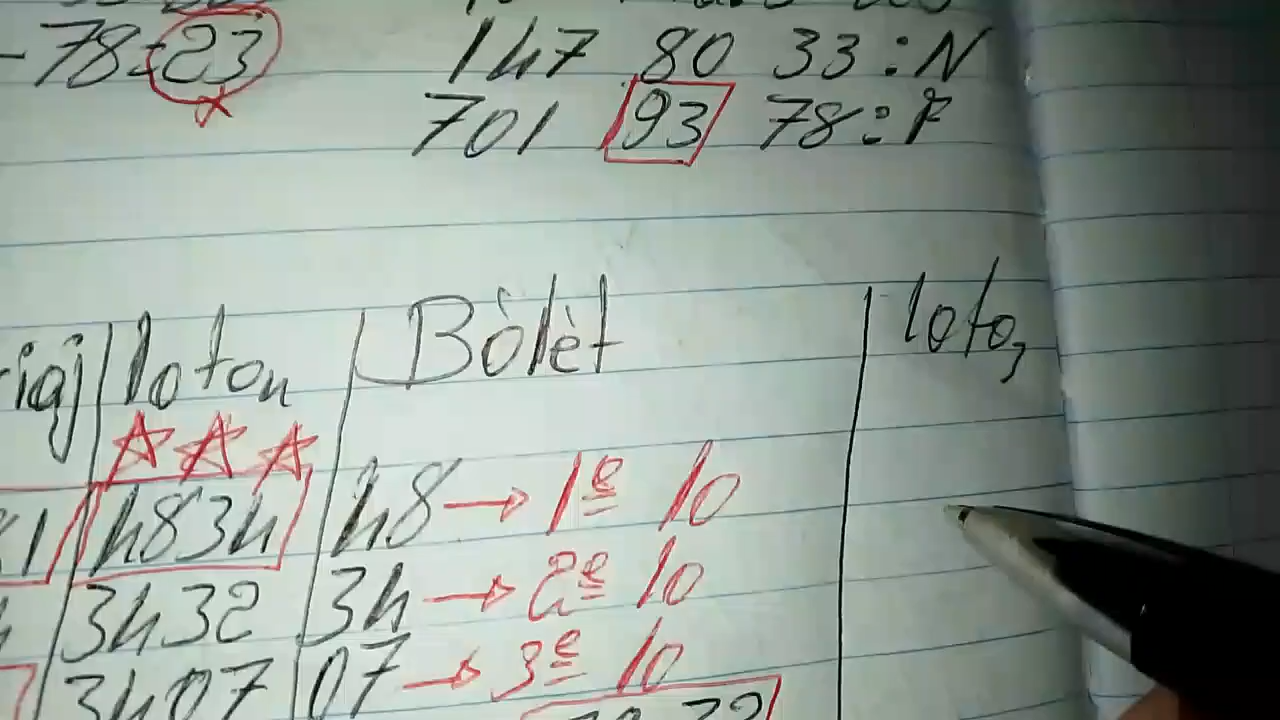 -78=23
147 80 33 : N
701 93 78 : F
riaj loton Bòlèt loto,
4834 48 → 1e 10
3432 34 → 2e 10
3407 07 → 3e 10